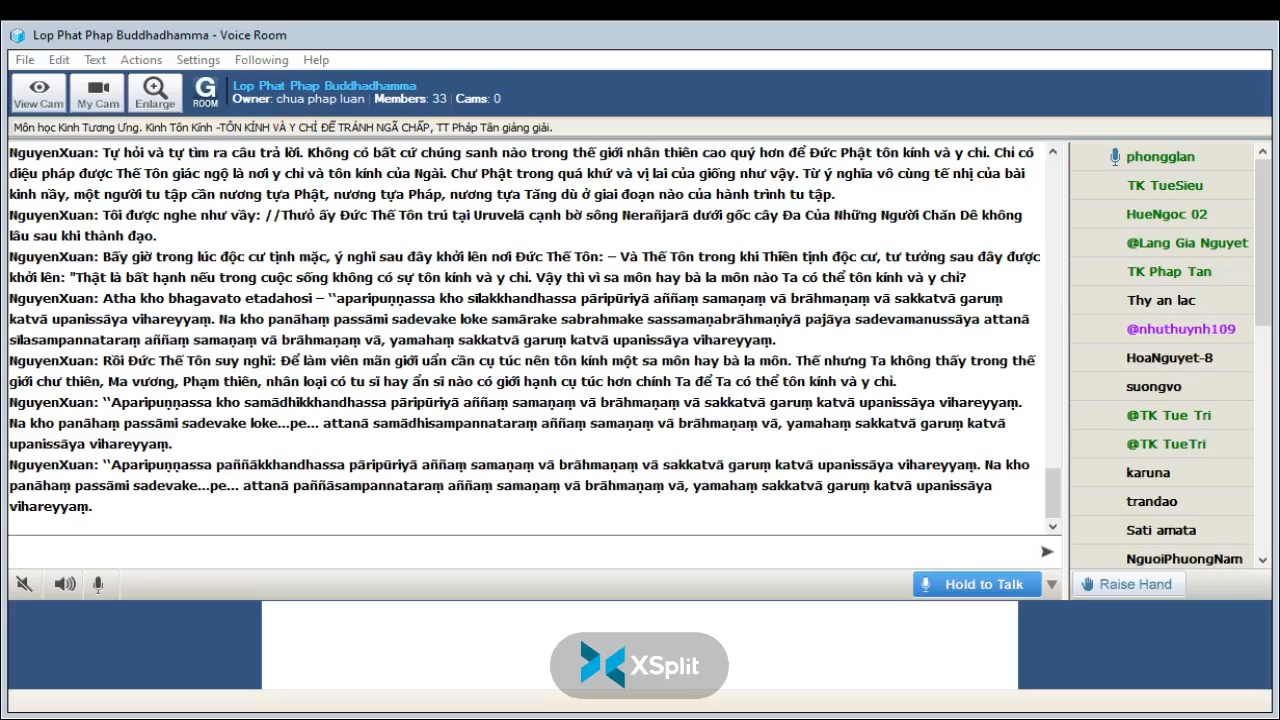 Lop Phat Phap Buddhadhamma - Voice Room
File Edit Text Actions Settings Following Help
View Cam My Cam Enlarge G ROOM
Lop Phat Phap Buddhadhamma
Owner: chua phap luan | Members: 33 | Cams: 0
Môn học Kinh Tương Ưng. Kinh Tôn Kính -TÔN KÍNH VÀ Y CHỈ ĐỂ TRÁNH NGÃ CHẤP, TT Pháp Tân giảng giải.
NguyenXuan: Tự hỏi và tự tìm ra câu trả lời. Không có bất cứ chúng sanh nào trong thế giới nhân thiên cao quý hơn để Đức Phật tôn kính và y chỉ. Chỉ có
diệu pháp được Thế Tôn giác ngộ là nơi y chỉ và tôn kính của Ngài. Chư Phật trong quá khứ và vị lai của giống như vậy. Từ ý nghĩa vô cùng tế nhị của bài
kinh nầy, một người tu tập cần nương tựa Phật, nương tựa Pháp, nương tựa Tăng dù ở giai đoạn nào của hành trình tu tập.
NguyenXuan: Tôi được nghe như vầy: //Thuở ấy Đức Thế Tôn trú tại Uruvelā cạnh bờ sông Nerañjarā dưới gốc cây Đa Của Những Người Chăn Dê không
lâu sau khi thành đạo.
NguyenXuan: Bấy giờ trong lúc độc cư tịnh mặc, ý nghĩ sau đây khởi lên nơi Đức Thế Tôn: – Và Thế Tôn trong khi Thiền tịnh độc cư, tư tưởng sau đây được
khởi lên: "Thật là bất hạnh nếu trong cuộc sống không có sự tôn kính và y chỉ. Vậy thì vì sa môn hay bà la môn nào Ta có thể tôn kính và y chỉ?
NguyenXuan: Atha kho bhagavato etadahosi – ‘‘aparipuṇṇassa kho sīlakkhandhassa pāripūriyā aññaṃ samaṇaṃ vā brāhmaṇaṃ vā sakkatvā garuṃ
katvā upanissāya vihareyyaṃ. Na kho panāhaṃ passāmi sadevake loke samārake sabrahmake sassamaṇabrāhmaṇiyā pajāya sadevamanussāya attanā
sīlasampannataraṃ aññaṃ samaṇaṃ vā brāhmaṇaṃ vā, yamahaṃ sakkatvā garuṃ katvā upanissāya vihareyyaṃ.
NguyenXuan: Rồi Đức Thế Tôn suy nghĩ: Để làm viên mãn giới uẩn cần cụ túc nên tôn kính một sa môn hay bà la môn. Thế nhưng Ta không thấy trong thế
giới chư thiên, Ma vương, Phạm thiên, nhân loại có tu sĩ hay ẩn sĩ nào có giới hạnh cụ túc hơn chính Ta để Ta có thể tôn kính và y chỉ.
NguyenXuan: ‘‘Aparipuṇṇassa kho samādhikkhandhassa pāripūriyā aññaṃ samaṇaṃ vā brāhmaṇaṃ vā sakkatvā garuṃ katvā upanissāya vihareyyaṃ.
Na kho panāhaṃ passāmi sadevake loke...pe... attanā samādhisampannataraṃ aññaṃ samaṇaṃ vā brāhmaṇaṃ vā, yamahaṃ sakkatvā garuṃ katvā
upanissāya vihareyyaṃ.
NguyenXuan: ‘‘Aparipuṇṇassa paññākkhandhassa pāripūriyā aññaṃ samaṇaṃ vā brāhmaṇaṃ vā sakkatvā garuṃ katvā upanissāya vihareyyaṃ. Na kho
panāhaṃ passāmi sadevake...pe... attanā paññāsampannataraṃ aññaṃ samaṇaṃ vā brāhmaṇaṃ vā, yamahaṃ sakkatvā garuṃ katvā upanissāya
vihareyyaṃ.
phongglan
TK TueSieu
HueNgoc 02
@Lang Gia Nguyet
TK Phap Tan
Thy an lac
@nhuthuynh109
HoaNguyet-8
suongvo
@TK Tue Tri
@TK TueTri
karuna
trandao
Sati amata
NguoiPhuongNam
Hold to Talk
Raise Hand
XSplit